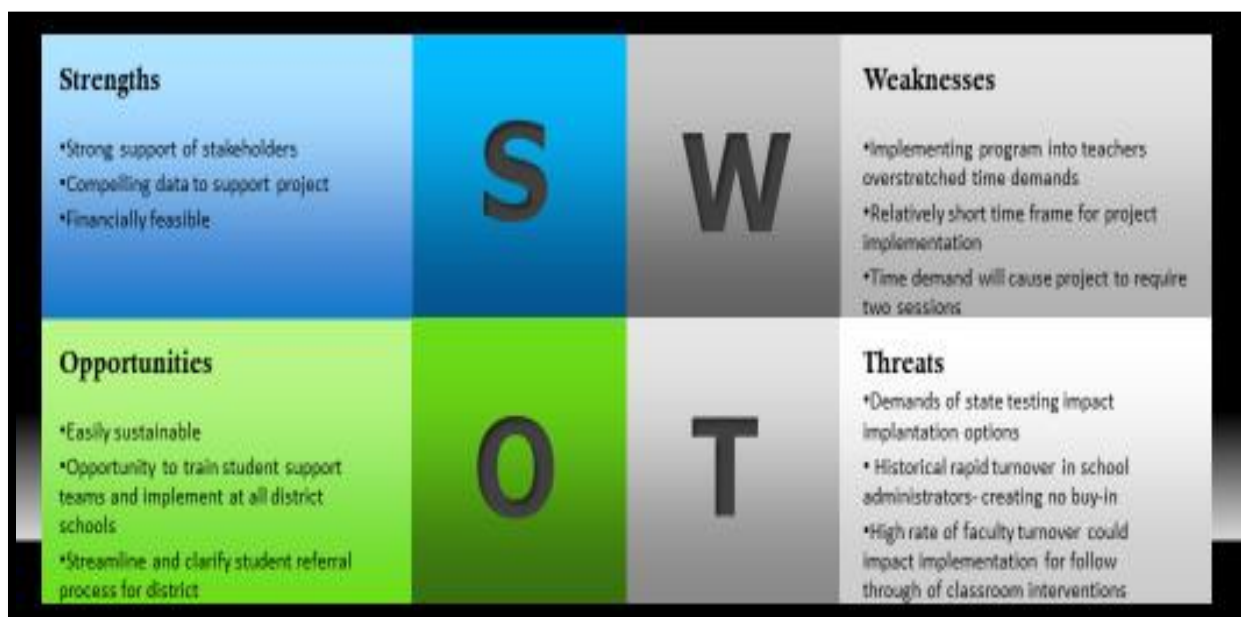 Strengths
•Strong support of stakeholders
•Compelling data to support project
•Financially feasible
S
W
Weaknesses
•Implementing program into teachers
overstretched time demands
•Relatively short time frame for project
implementation
•Time demand will cause project to require
two sessions
Opportunities
•Easily sustainable
•Opportunity to train student support
teams and implement at all district
schools
•Streamline and clarify student referral
process for district
O
T
Threats
•Demands of state testing impact
implantation options
• Historical rapid turnover in school
administrators- creating no buy-in
•High rate of faculty turnover could
impact implementation for follow
through of classroom interventions